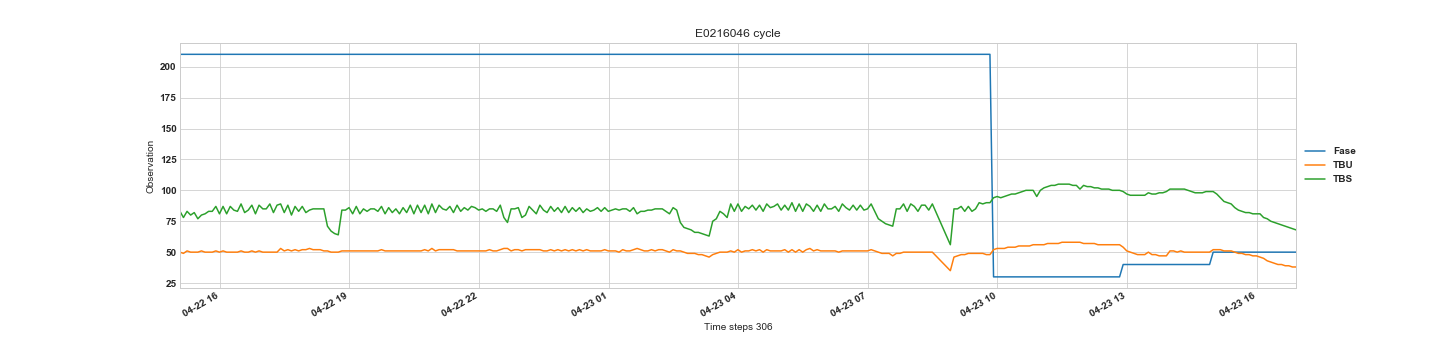 E0216046 cycle
Observation
200
175
150
125
100
75
50
25
04-22 16
04-22 19
04-22 22
04-23 01
04-23 04
04-23 07
04-23 10
04-23 13
04-23 16
Time steps 306
Fase
TBU
TBS